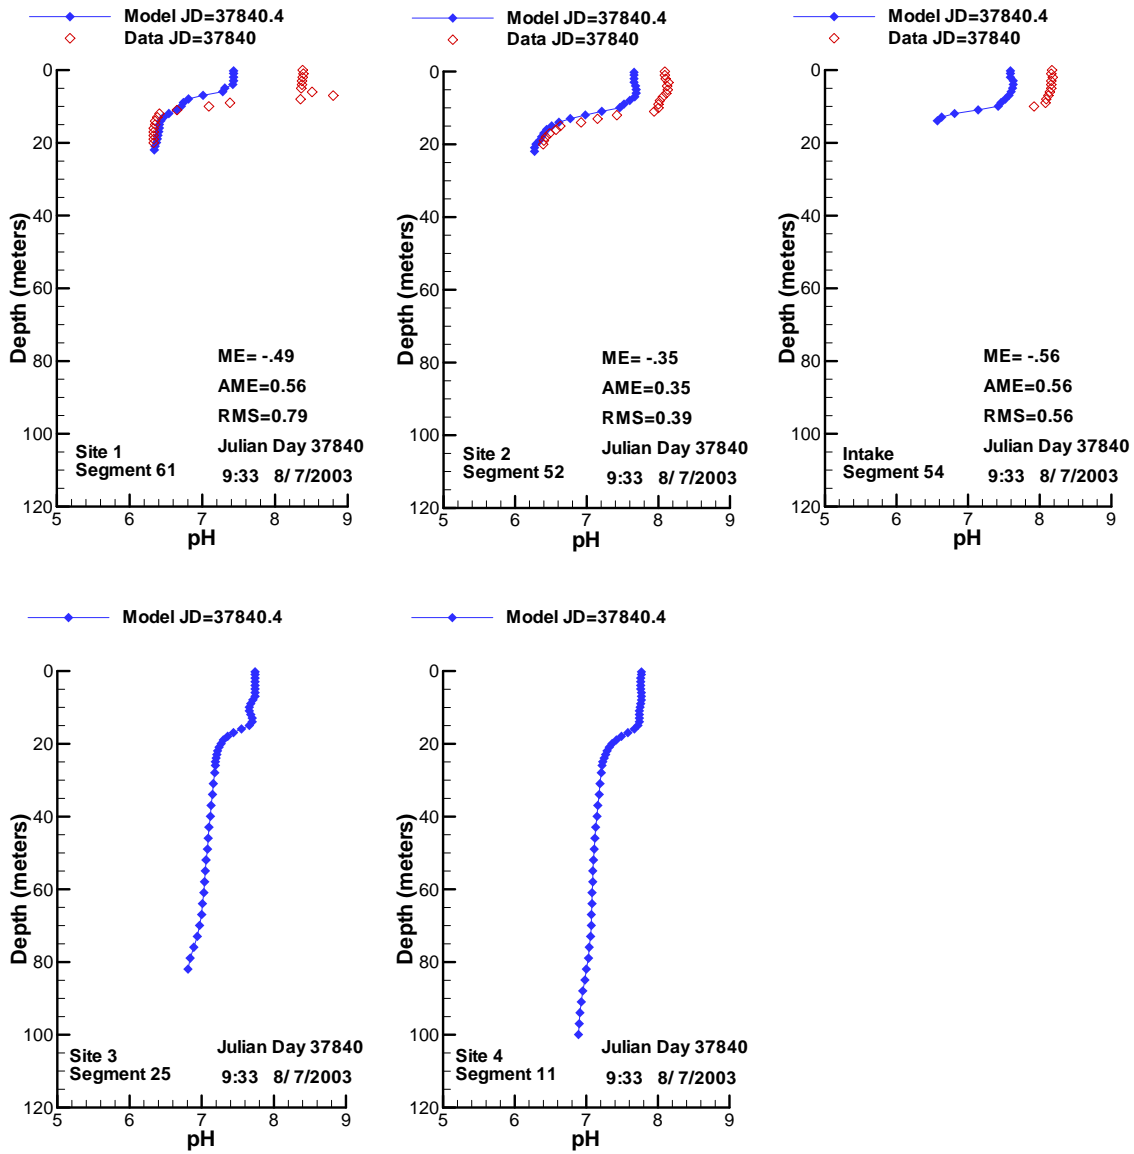 Model JD=37840.4
Data JD=37840
0
20
40
60
80
100
120
Depth (meters)
ME= -.49
AME=0.56
RMS=0.79
Julian Day 37840
9:33 8/ 7/2003
Site 1
Segment 61
5 6 7 8 9
pH
Model JD=37840.4
Data JD=37840
0
20
40
60
80
100
120
Depth (meters)
ME= -.35
AME=0.35
RMS=0.39
Julian Day 37840
9:33 8/ 7/2003
Site 2
Segment 52
5 6 7 8 9
pH
Model JD=37840.4
Data JD=37840
0
20
40
60
80
100
120
Depth (meters)
ME= -.56
AME=0.56
RMS=0.56
Julian Day 37840
9:33 8/ 7/2003
Intake
Segment 54
5 6 7 8 9
pH
Model JD=37840.4
0
20
40
60
80
100
120
Depth (meters)
Julian Day 37840
9:33 8/ 7/2003
Site 3
Segment 25
5 6 7 8 9
pH
Model JD=37840.4
0
20
40
60
80
100
120
Depth (meters)
Julian Day 37840
9:33 8/ 7/2003
Site 4
Segment 11
5 6 7 8 9
pH